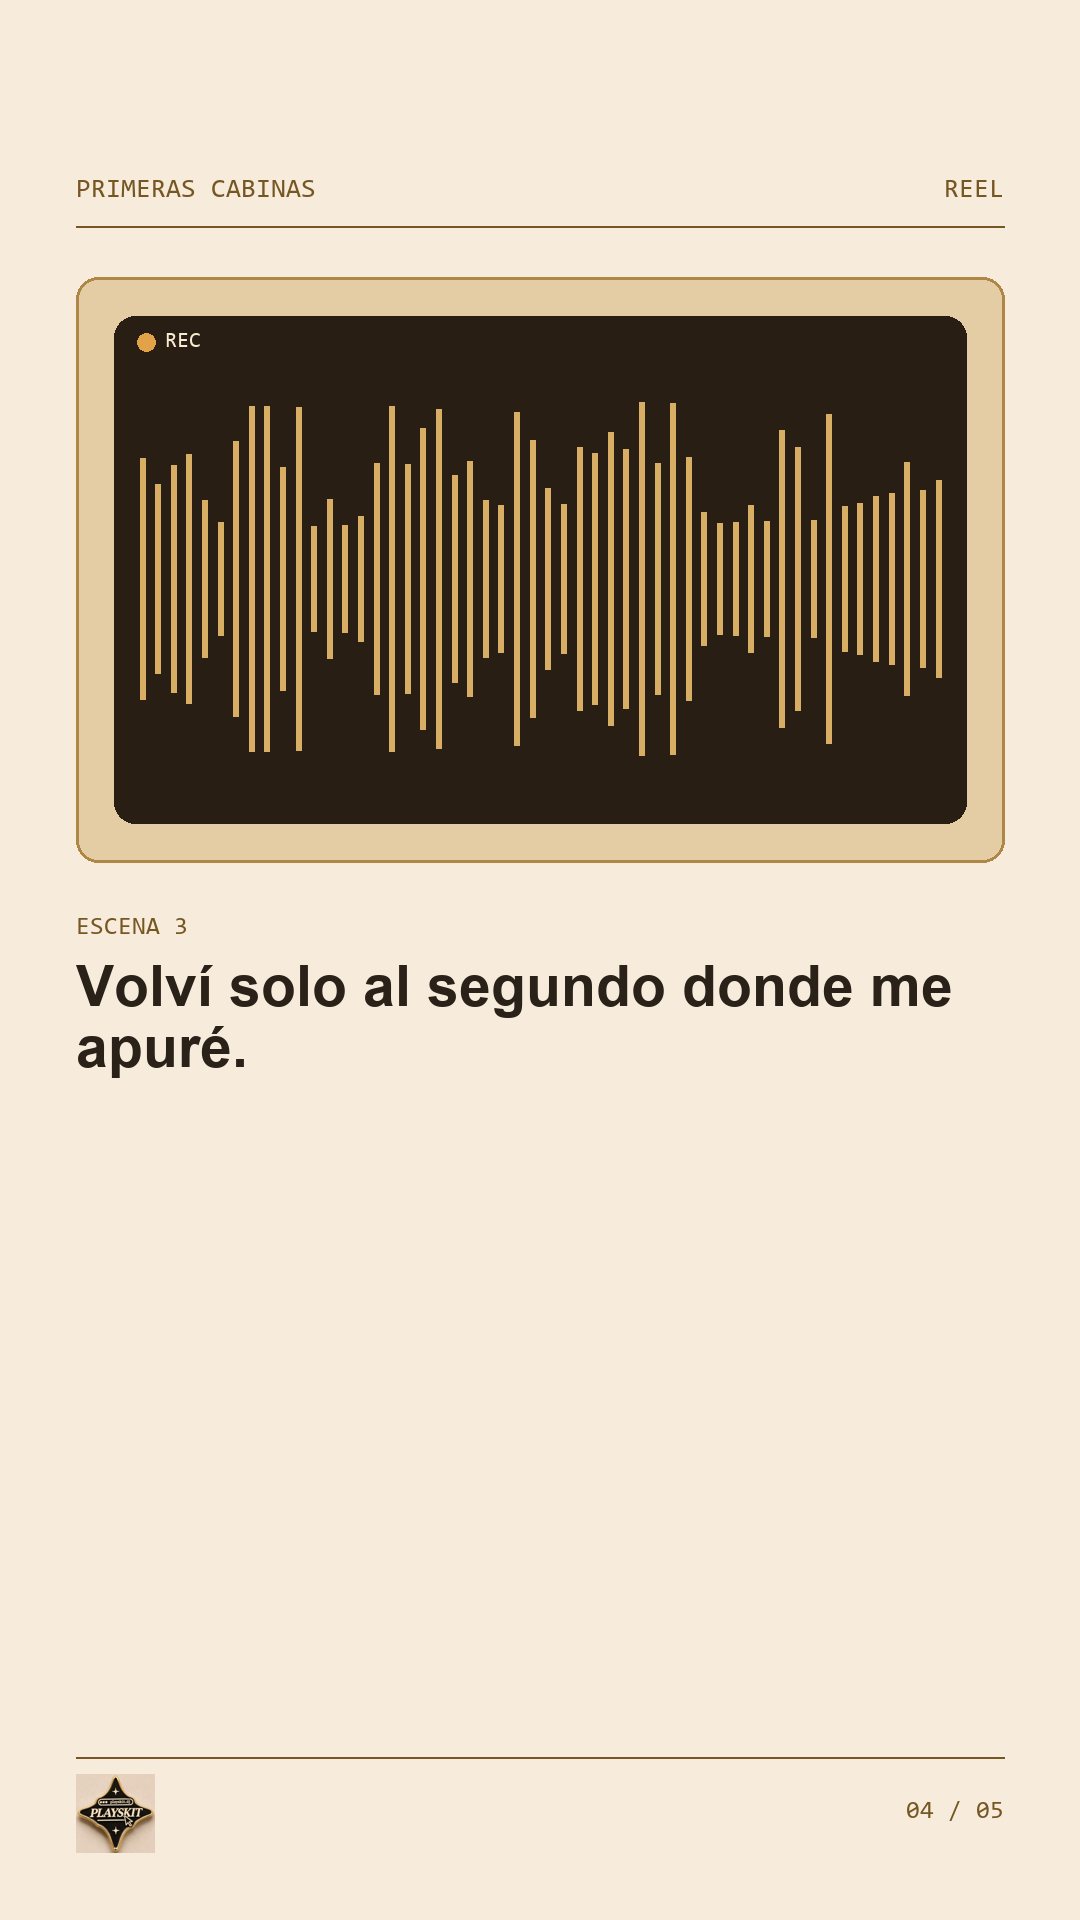 PRIMERAS CABINAS
REEL
REC
ESCENA 3
Volví solo al segundo donde me
apuré.
PLAYSKIT
04 / 05